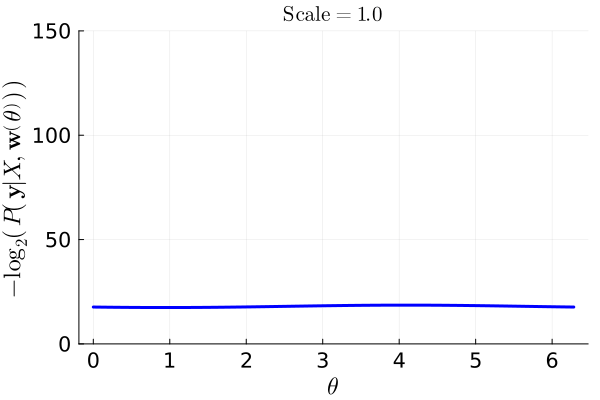 Scale = 1.0
150
100
50
0
−log₂( P( 𝐲|X, 𝐰(θ) ) )
0 1 2 3 4 5 6
θ